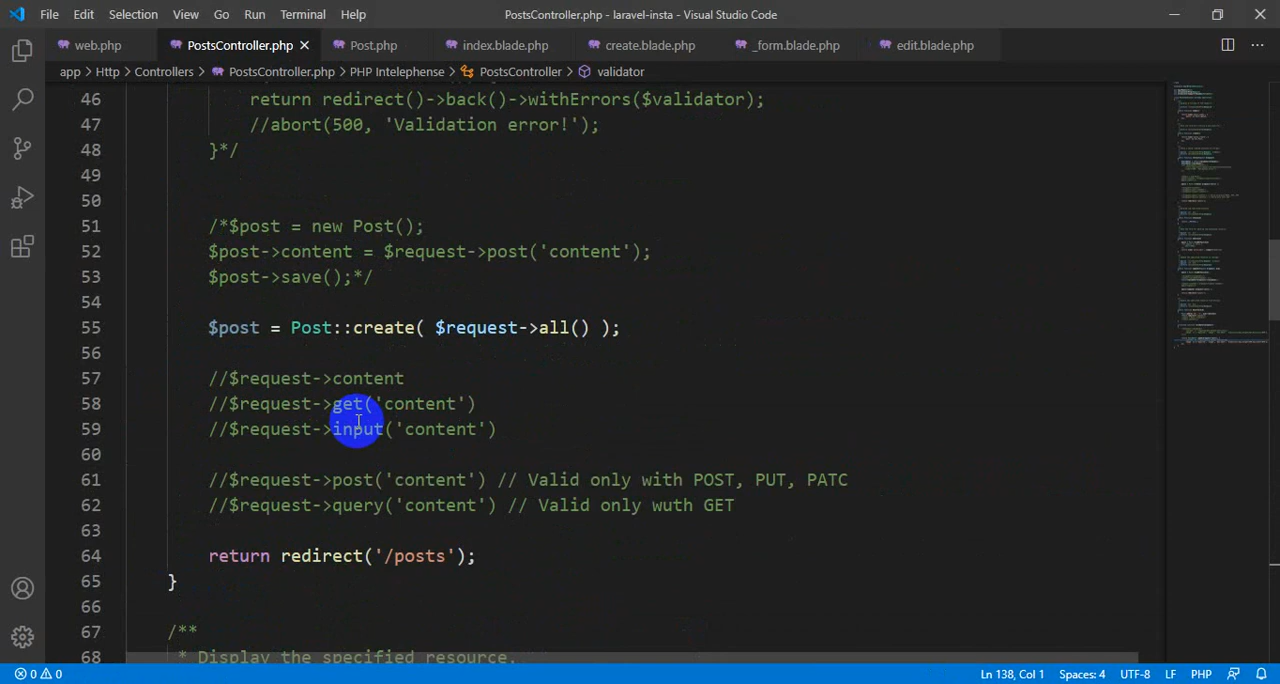 File Edit Selection View Go Run Terminal Help PostsController.php - laravel-insta - Visual Studio Code
web.php PostsController.php Post.php index.blade.php create.blade.php _form.blade.php edit.blade.php
app > Http > Controllers > PostsController.php > PHP Intelephense > PostsController > validator
46 return redirect()->back()->withErrors($validator);
47 //abort(500, 'Validation error!');
48 }*/
49
50
51 /*$post = new Post();
52 $post->content = $request->post('content');
53 $post->save();*/
54
55 $post = Post::create( $request->all() );
56
57 //$request->content
58 //$request->get('content')
59 //$request->input('content')
60
61 //$request->post('content') // Valid only with POST, PUT, PATC
62 //$request->query('content') // Valid only wuth GET
63
64 return redirect('/posts');
65 }
66
67 /**
68 * Display the specified resource.
0 0 Ln 138, Col 1 Spaces: 4 UTF-8 LF PHP